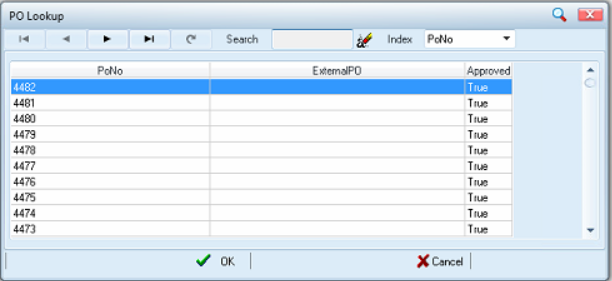 PO Lookup
Search Index PoNo
PoNo ExternalPO Approved
4482 True
4481 True
4480 True
4479 True
4478 True
4477 True
4476 True
4475 True
4474 True
4473 True
OK Cancel